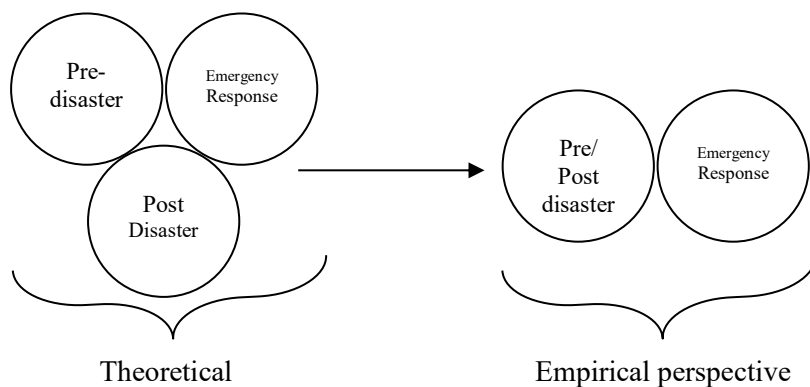 Pre-
disaster
Emergency
Response
Post
Disaster
Pre/
Post
disaster
Emergency
Response
Theoretical
Empirical perspective